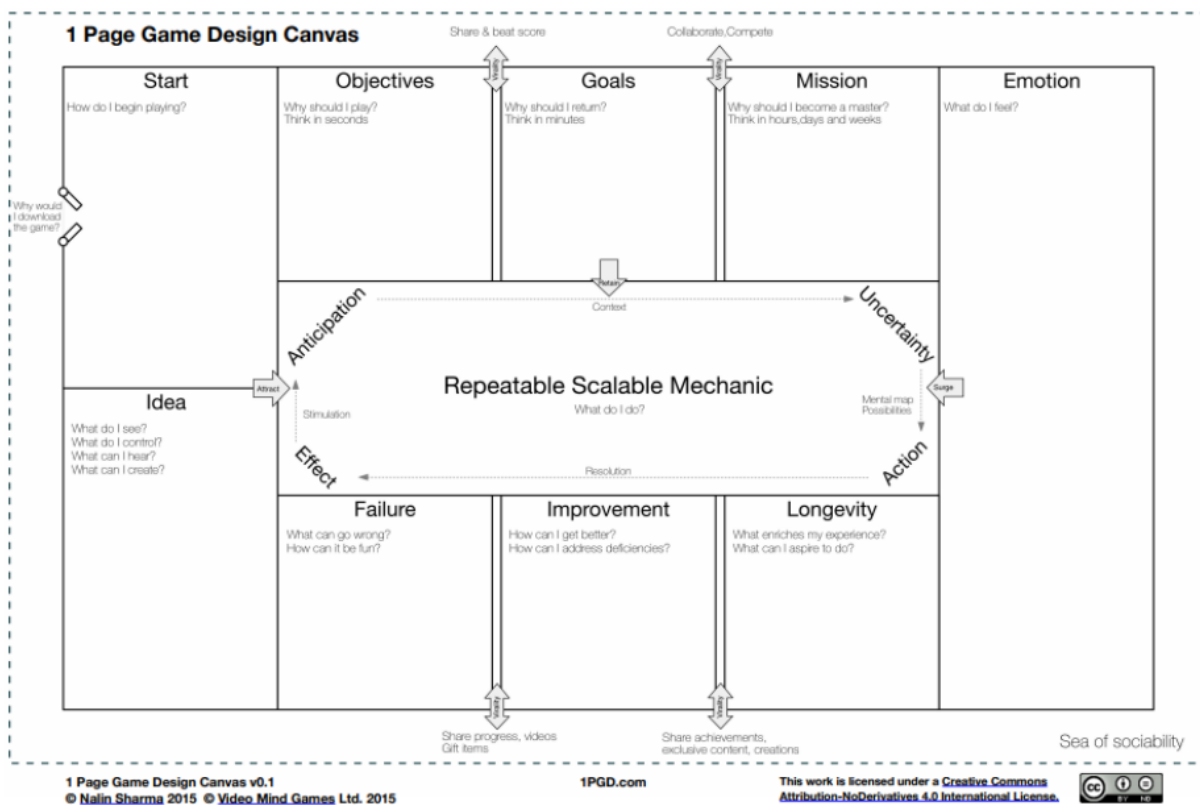 1 Page Game Design Canvas
Share & beat score
Collaborate,Compete
Virality
Virality
Start
How do I begin playing?
Why would
I download
the game?
Objectives
Why should I play?
Think in seconds
Goals
Why should I return?
Think in minutes
Mission
Why should I become a master?
Think in hours,days and weeks
Emotion
What do I feel?
Retain
Anticipation
Context
Uncertainty
Attract
Repeatable Scalable Mechanic
What do I do?
Surge
Stimulation
Mental map
Possibilities
Effect
Resolution
Action
Idea
What do I see?
What do I control?
What can I hear?
What can I create?
Failure
What can go wrong?
How can it be fun?
Improvement
How can I get better?
How can I address deficiencies?
Longevity
What enriches my experience?
What can I aspire to do?
Virality
Virality
Share progress, videos
Gift items
Share achievements,
exclusive content, creations
Sea of sociability
1 Page Game Design Canvas v0.1
© Nalin Sharma 2015 © Video Mind Games Ltd. 2015
1PGD.com
This work is licensed under a Creative Commons
Attribution-NoDerivatives 4.0 International License.
cc
BY ND